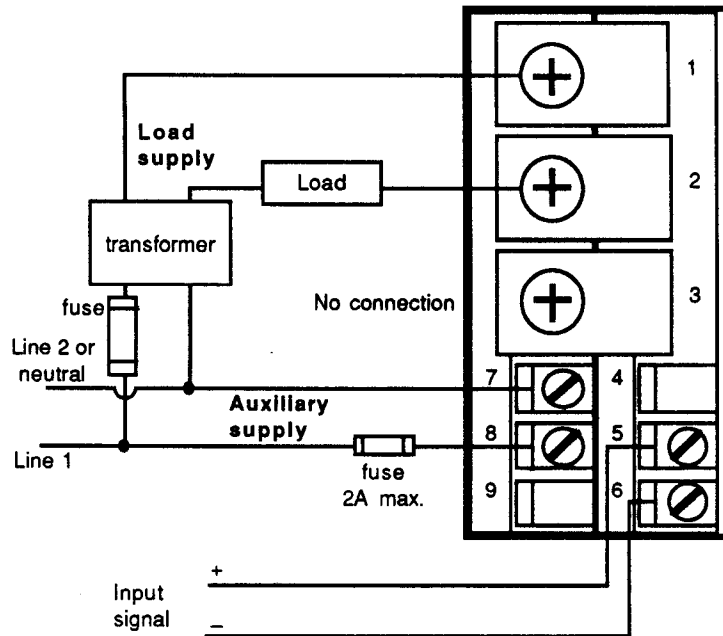 1
Load
supply
Load
2
transformer
fuse
No connection
3
Line 2 or
neutral
7
4
Auxiliary
supply
8
5
Line 1
fuse
2A max.
9
6
+
Input
signal
–